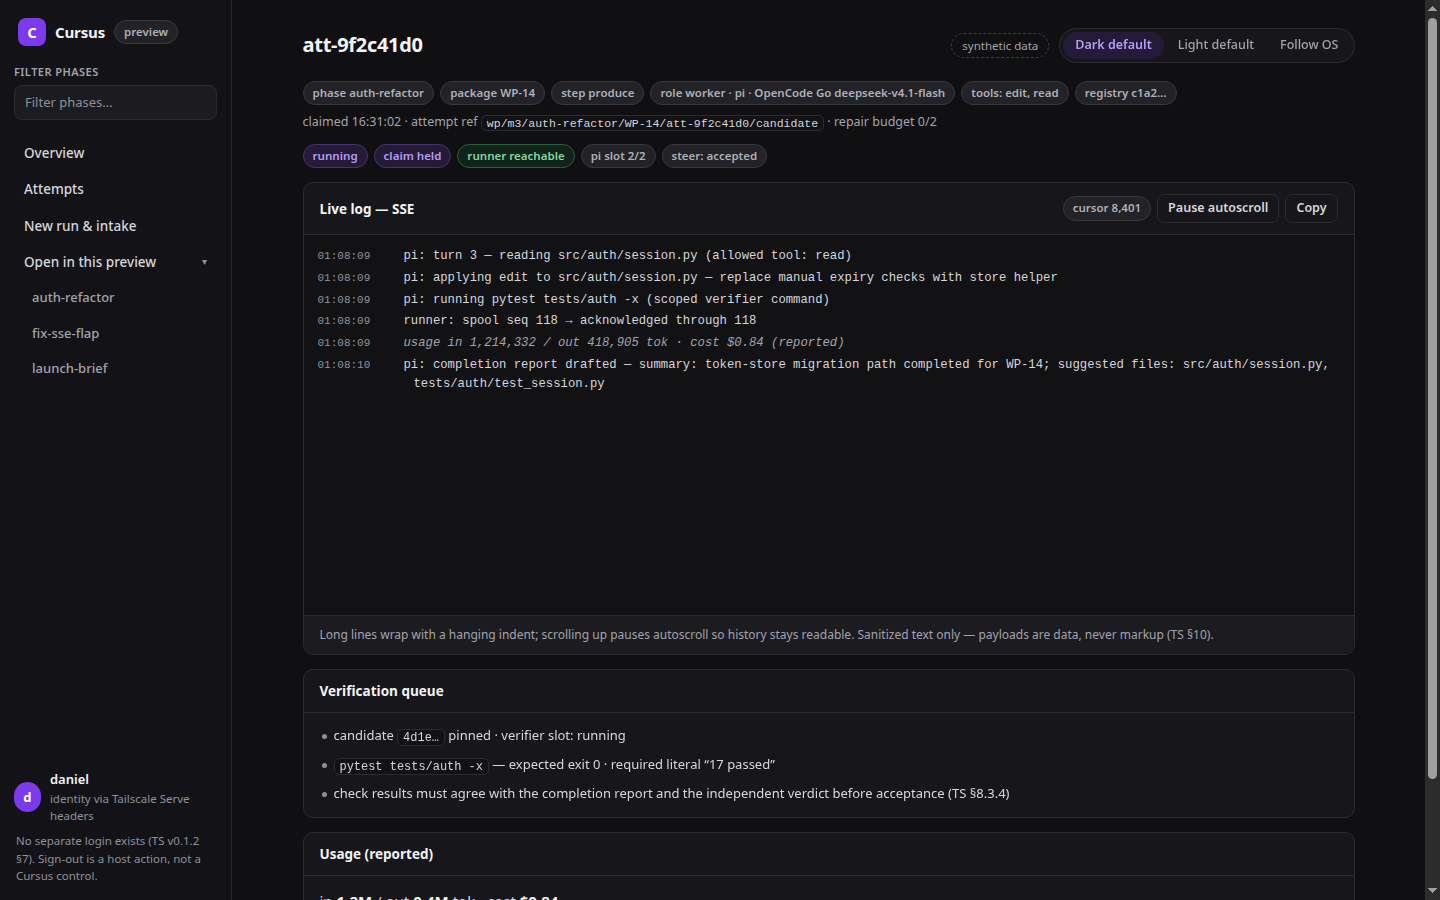 C Cursus preview
FILTER PHASES
Filter phases...
Overview
Attempts
New run & intake
Open in this preview ▾
auth-refactor
fix-sse-flap
launch-brief
d
daniel
identity via Tailscale Serve
headers
No separate login exists (TS v0.1.2
§7). Sign-out is a host action, not a
Cursus control.
att-9f2c41d0
synthetic data
Dark default Light default Follow OS
phase auth-refactor package WP-14 step produce role worker · pi · OpenCode Go deepseek-v4.1-flash tools: edit, read registry c1a2…
claimed 16:31:02 · attempt ref wp/m3/auth-refactor/WP-14/att-9f2c41d0/candidate · repair budget 0/2
running claim held runner reachable pi slot 2/2 steer: accepted
Live log — SSE
cursor 8,401 Pause autoscroll Copy
01:08:09 pi: turn 3 — reading src/auth/session.py (allowed tool: read)
01:08:09 pi: applying edit to src/auth/session.py — replace manual expiry checks with store helper
01:08:09 pi: running pytest tests/auth -x (scoped verifier command)
01:08:09 runner: spool seq 118 → acknowledged through 118
01:08:09 usage in 1,214,332 / out 418,905 tok · cost $0.84 (reported)
01:08:10 pi: completion report drafted — summary: token-store migration path completed for WP-14; suggested files: src/auth/session.py,
tests/auth/test_session.py
Long lines wrap with a hanging indent; scrolling up pauses autoscroll so history stays readable. Sanitized text only — payloads are data, never markup (TS §10).
Verification queue
candidate 4d1e… pinned · verifier slot: running
pytest tests/auth -x — expected exit 0 · required literal “17 passed”
check results must agree with the completion report and the independent verdict before acceptance (TS §8.3.4)
Usage (reported)
in 1.2M / out 0.4M tok · cost $0.84